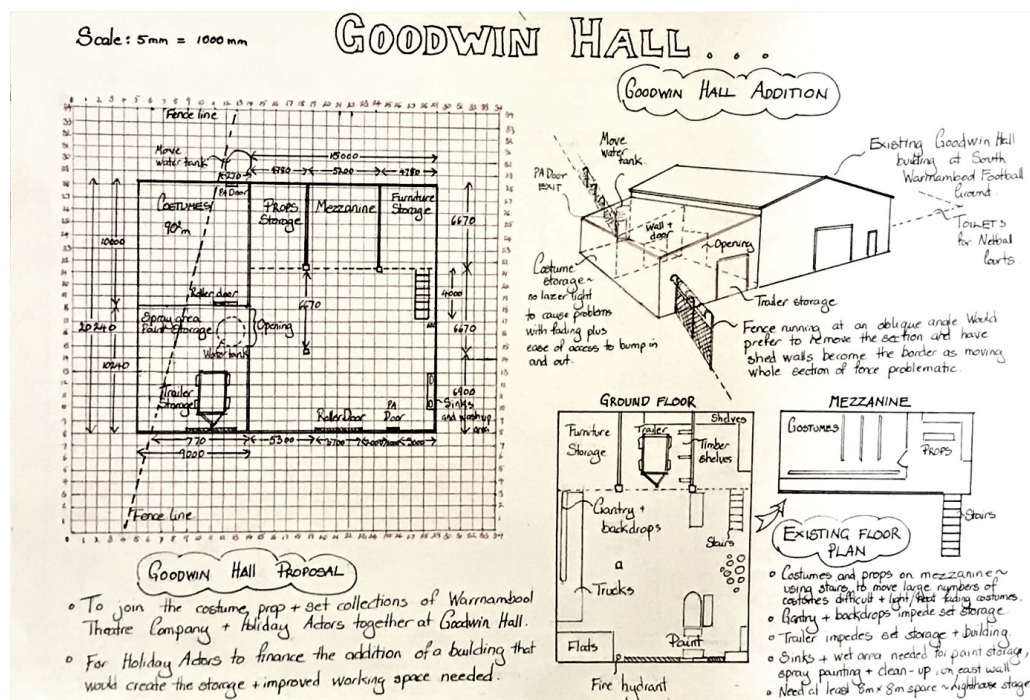 Scale: 5mm = 1000mm
GOODWIN HALL...
GOODWIN HALL ADDITION
Fence line
Move
water tank
15000
5200
PA Door
COSTUMES
90²m
PROPS
Storage
Mezzanine
Furniture
Storage
10000
6670
Roller door
Spray area
Paint Storage
Opening
6670
4000
6670
20240
10240
Water tank
Trailer
Storage
6900
Sinks
and washup
area
Roller Door
PA
Door
770
5300
2700
3000
9000
Fence line
Move
water
tank
PA Door
EXIT
Wall +
door
Opening
Existing Goodwin Hall
building at South
Warrnambool Football
Ground.
TOILETS
for Netball
Courts.
Costume
storage~
no lazer light
to cause problems
with fading plus
ease of access to bump in
and out.
Trailer storage
Fence running at an oblique angle. Would
prefer to remove the section and have
shed walls become the border as moving
whole section of fence problematic.
GROUND FLOOR
Furniture
Storage
Trailer
Shelves
Timber
shelves
Gantry +
backdrops
Stairs
Trucks
Flats
Paint
Fire hydrant
MEZZANINE
COSTUMES
PROPS
Stairs
EXISTING FLOOR
PLAN
• Costumes and props on mezzanine~
using stairs to move large numbers of
costumes difficult + light/heat fading costumes.
• Gantry + backdrops impede set storage.
• Trailer impedes set storage + building.
• Sinks + wet area needed for paint storage,
spray painting + clean-up on east wall
• Need at least 8m x 8m space w/ lighthouse stage
GOODWIN HALL PROPOSAL
• To join the costume, prop + set collections of Warrnambool
Theatre Company + Holiday Actors together at Goodwin Hall.
• For Holiday Actors to finance the addition of a building that
would create the storage + improved working space needed.